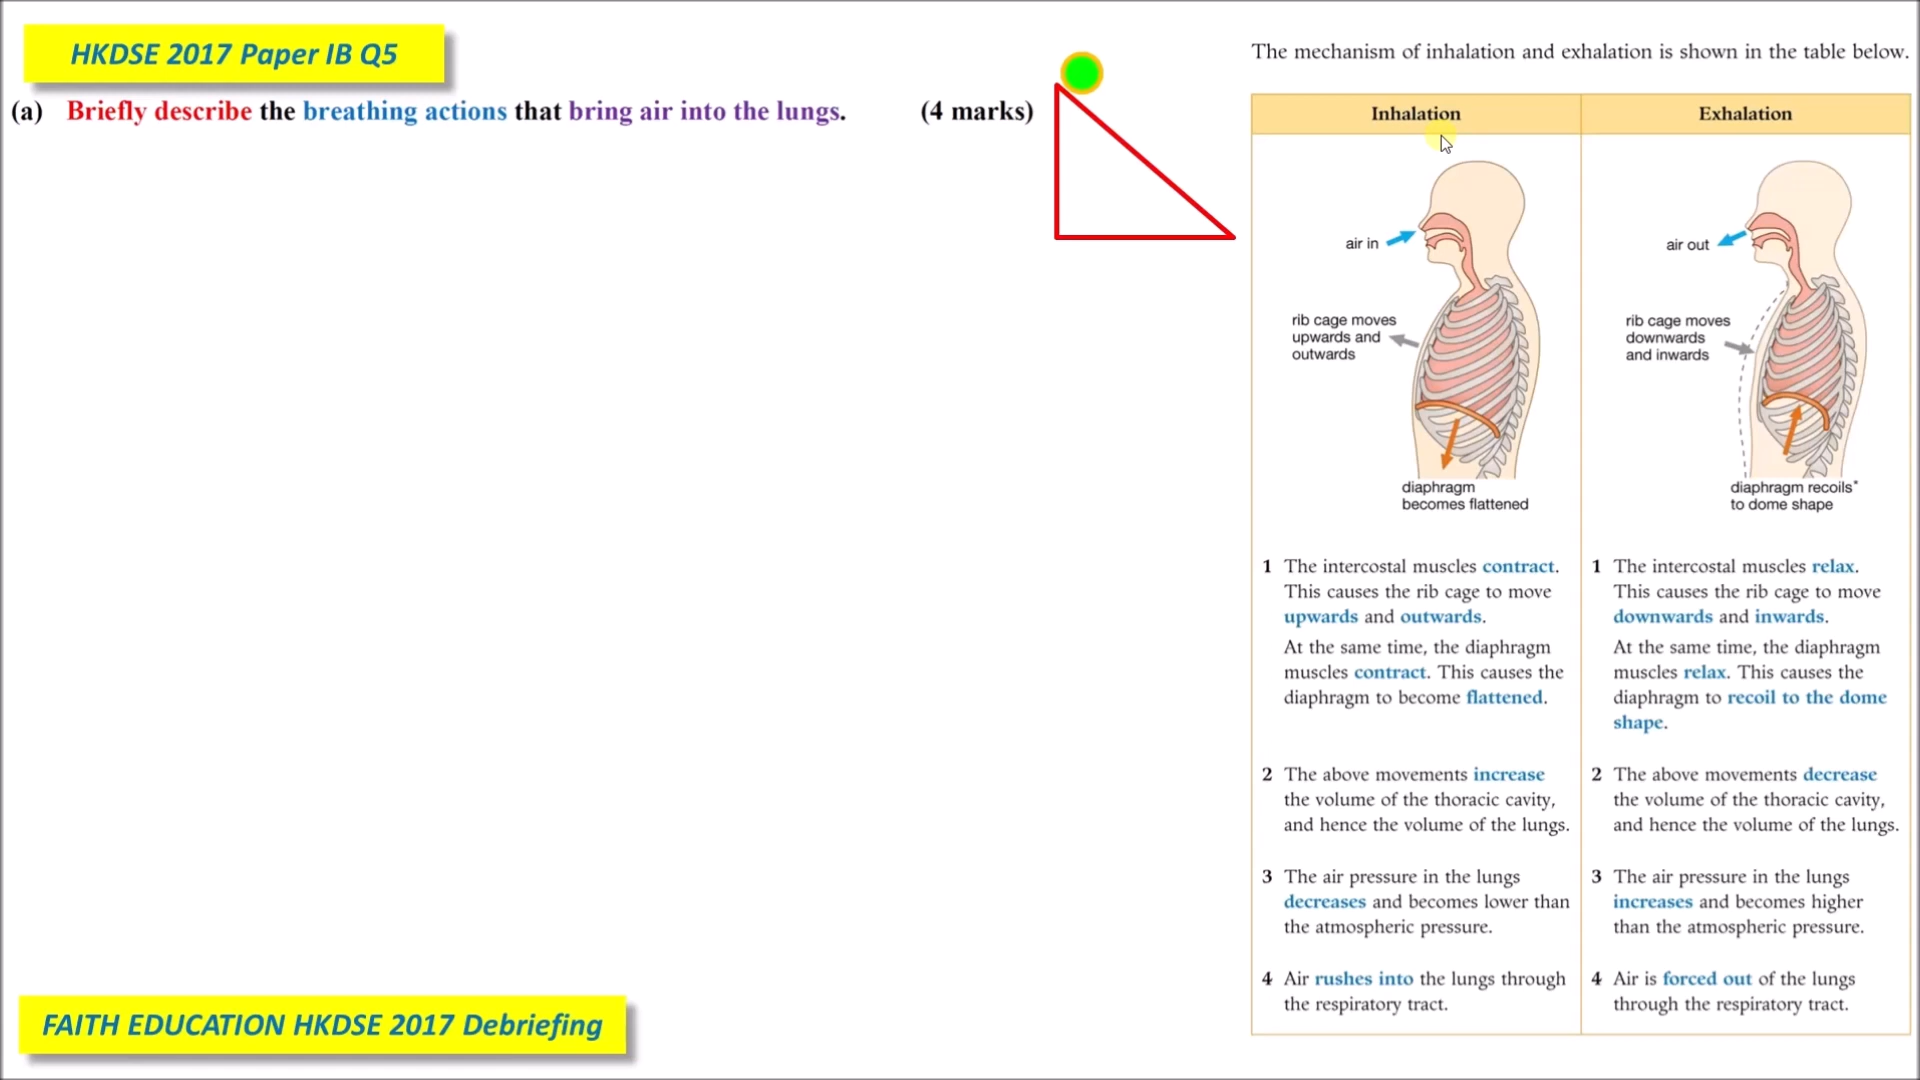 HKDSE 2017 Paper IB Q5
(a) Briefly describe the breathing actions that bring air into the lungs. (4 marks)
The mechanism of inhalation and exhalation is shown in the table below.
Inhalation
air in
rib cage moves
upwards and
outwards
diaphragm
becomes flattened
1 The intercostal muscles contract.
This causes the rib cage to move
upwards and outwards.
At the same time, the diaphragm
muscles contract. This causes the
diaphragm to become flattened.
2 The above movements increase
the volume of the thoracic cavity,
and hence the volume of the lungs.
3 The air pressure in the lungs
decreases and becomes lower than
the atmospheric pressure.
4 Air rushes into the lungs through
the respiratory tract.
Exhalation
air out
rib cage moves
downwards
and inwards
diaphragm recoils*
to dome shape
1 The intercostal muscles relax.
This causes the rib cage to move
downwards and inwards.
At the same time, the diaphragm
muscles relax. This causes the
diaphragm to recoil to the dome
shape.
2 The above movements decrease
the volume of the thoracic cavity,
and hence the volume of the lungs.
3 The air pressure in the lungs
increases and becomes higher
than the atmospheric pressure.
4 Air is forced out of the lungs
through the respiratory tract.
FAITH EDUCATION HKDSE 2017 Debriefing